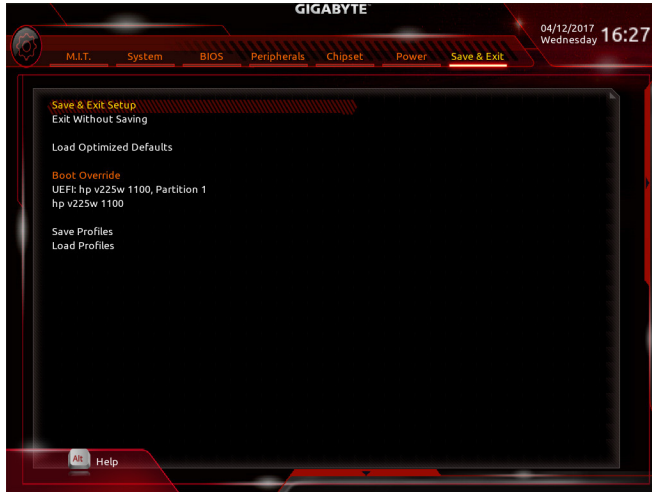 GIGABYTE
04/12/2017 16:27
Wednesday
M.I.T. System BIOS Peripherals Chipset Power Save & Exit
Save & Exit Setup
Exit Without Saving
Load Optimized Defaults
Boot Override
UEFI: hp v225w 1100, Partition 1
hp v225w 1100
Save Profiles
Load Profiles
Alt Help